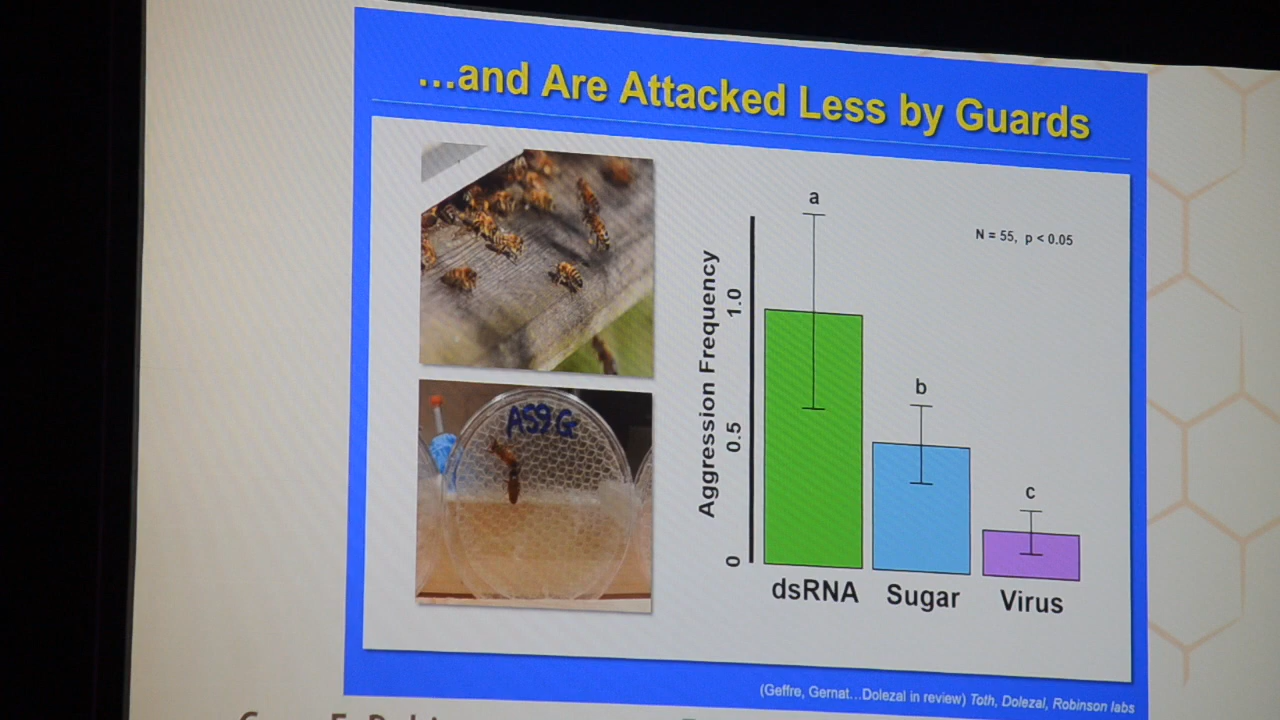 ...and Are Attacked Less by Guards
AS9G
a
N = 55, p < 0.05
b
c
Aggression Frequency
1.0
0.5
0
dsRNA
Sugar
Virus
(Geffre, Gernat...Dolezal in review) Toth, Dolezal, Robinson labs